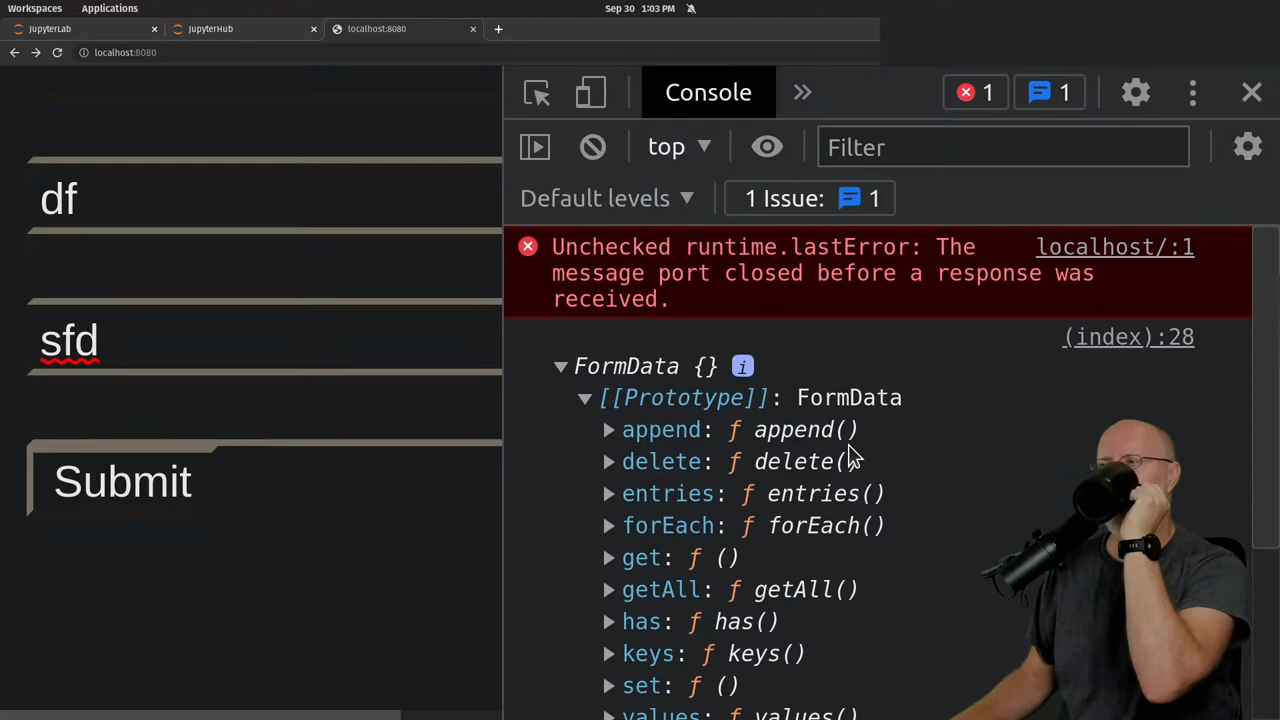 Workspaces Applications Sep 30 1:03 PM
JupyterLab × JupyterHub × localhost:8080 × +
localhost:8080
Console » 1 1
top Filter
Default levels 1 Issue: 1
df
sfd
Submit
Unchecked runtime.lastError: The localhost/:1
message port closed before a response was
received.
(index):28
FormData {} i
[[Prototype]]: FormData
append: ƒ append()
delete: ƒ delete()
entries: ƒ entries()
forEach: ƒ forEach()
get: ƒ ()
getAll: ƒ getAll()
has: ƒ has()
keys: ƒ keys()
set: ƒ ()
values: ƒ values()